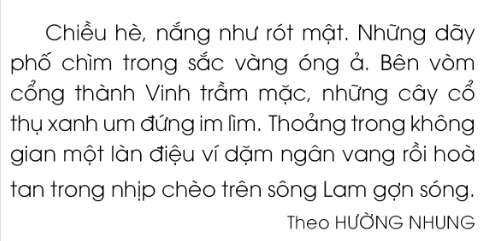 Chiều hè, nắng như rót mật. Những dãy
phố chìm trong sắc vàng óng ả. Bên vòm
cổng thành Vinh trầm mặc, những cây cổ
thụ xanh um đứng im lìm. Thoảng trong không
gian một làn điệu ví dặm ngân vang rồi hoà
tan trong nhịp chèo trên sông Lam gợn sóng.
Theo HƯỜNG NHUNG